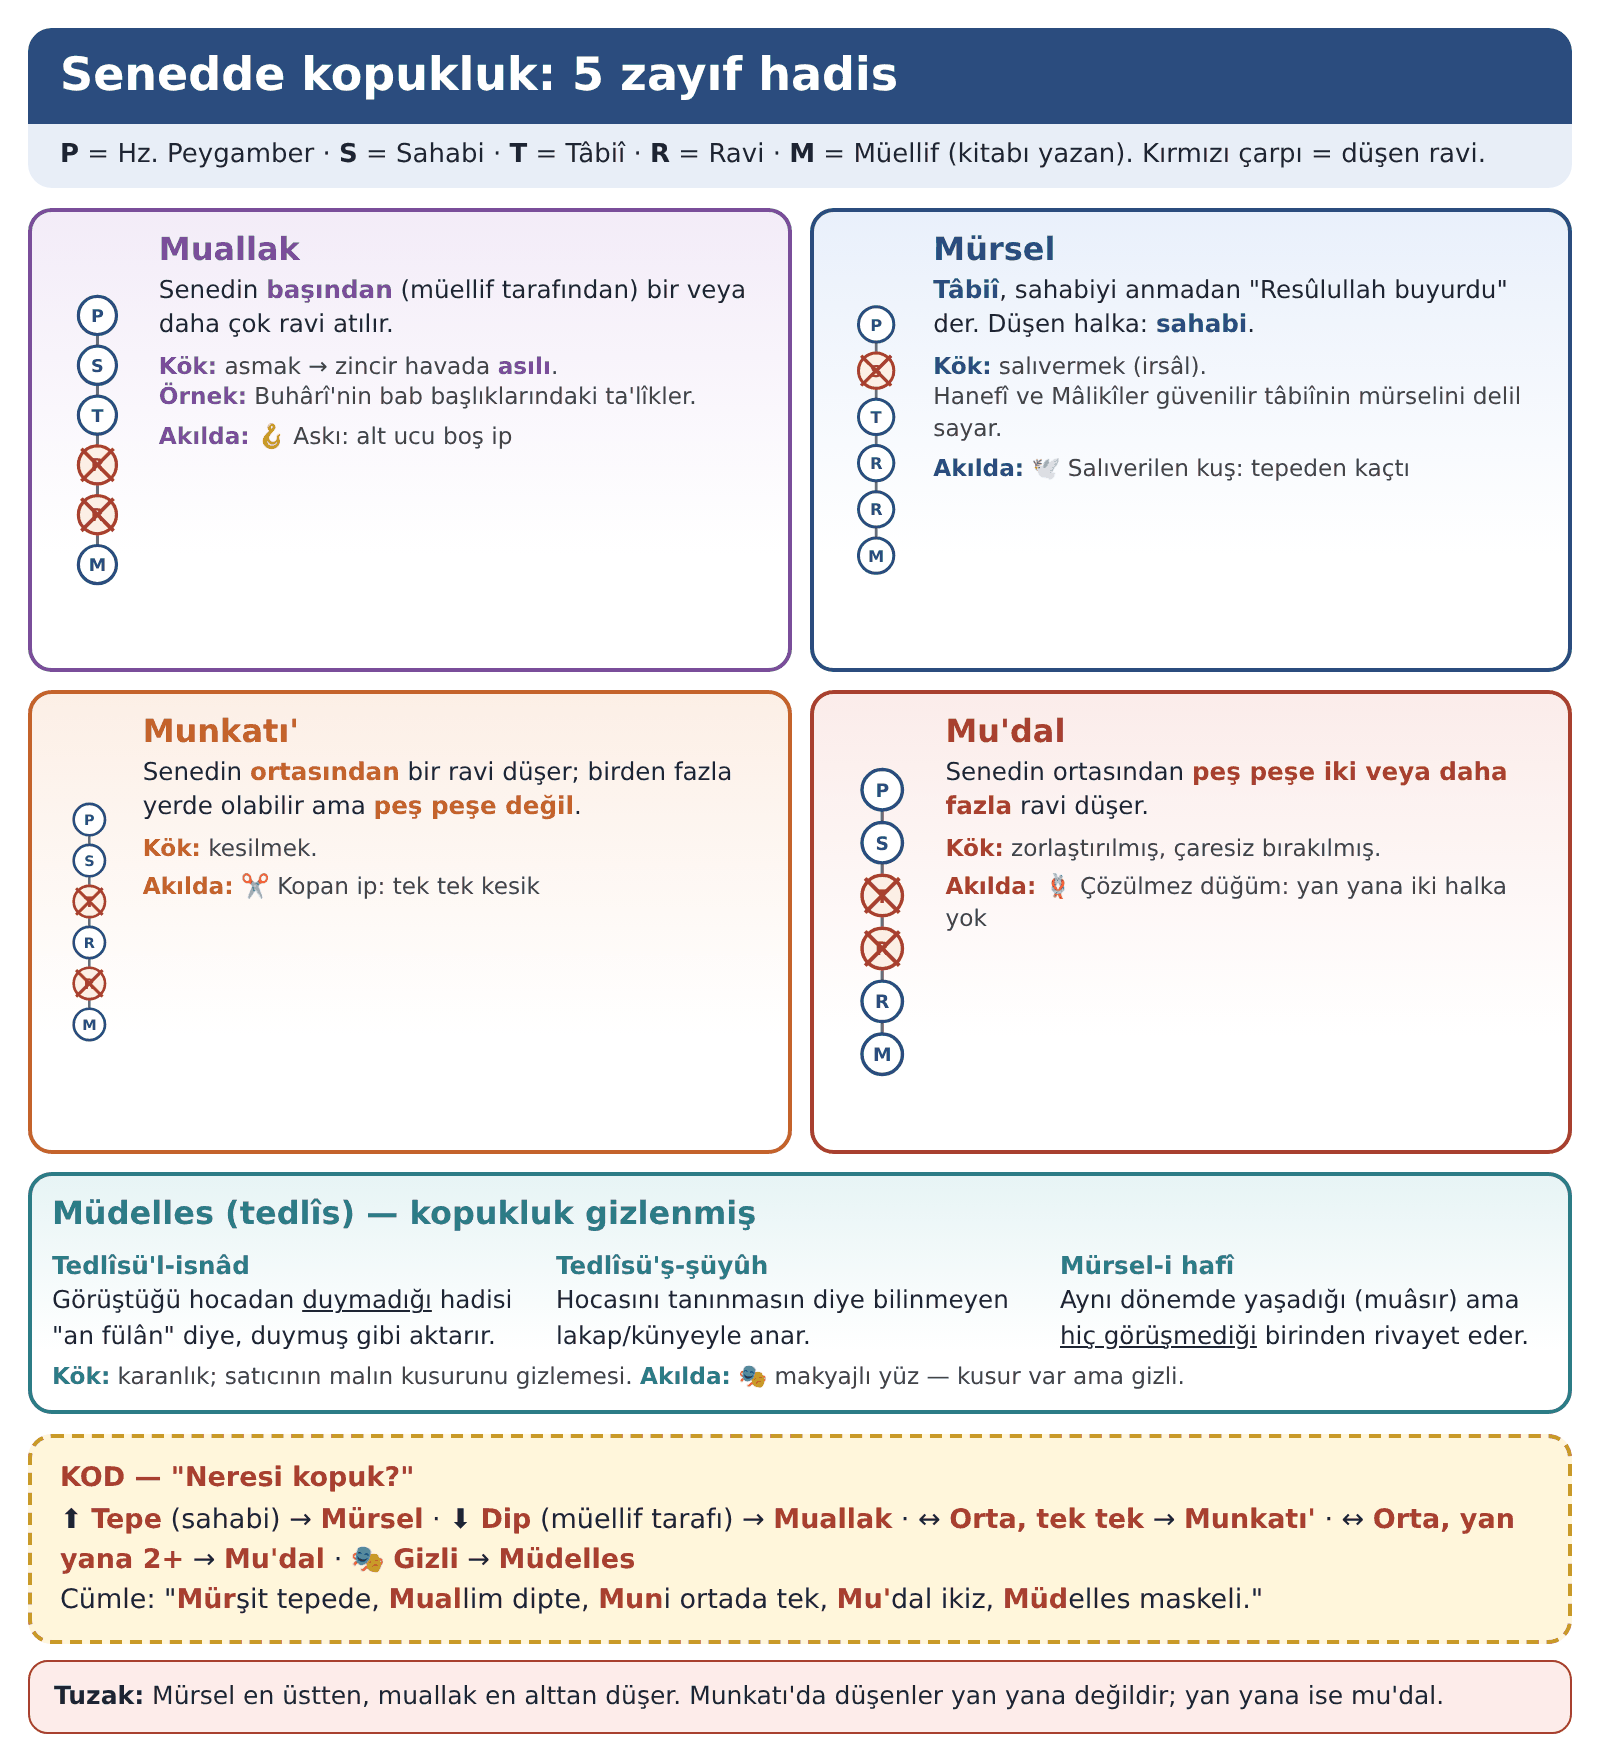 Senedde kopukluk: 5 zayıf hadis
P = Hz. Peygamber · S = Sahabi · T = Tâbiî · R = Ravi · M = Müellif (kitabı yazan). Kırmızı çarpı = düşen ravi.
Muallak
Senedin başından (müellif tarafından) bir veya
daha çok ravi atılır.
Kök: asmak → zincir havada asılı.
Örnek: Buhârî'nin bab başlıklarındaki ta'lîkler.
Akılda: 🪝 Askı: alt ucu boş ip
P
S
T
M
Mürsel
Tâbiî, sahabiyi anmadan "Resûlullah buyurdu"
der. Düşen halka: sahabi.
Kök: salıvermek (irsâl).
Hanefî ve Mâlikîler güvenilir tâbiînin mürselini delil
sayar.
Akılda: 🕊️ Salıverilen kuş: tepeden kaçtı
P
T
R
R
M
Munkatı'
Senedin ortasından bir ravi düşer; birden fazla
yerde olabilir ama peş peşe değil.
Kök: kesilmek.
Akılda: ✂️ Kopan ip: tek tek kesik
P
S
R
M
Mu'dal
Senedin ortasından peş peşe iki veya daha
fazla ravi düşer.
Kök: zorlaştırılmış, çaresiz bırakılmış.
Akılda: 🪢 Çözülmez düğüm: yan yana iki halka
yok
P
S
R
M
Müdelles (tedlîs) — kopukluk gizlenmiş
Tedlîsü'l-isnâd
Görüştüğü hocadan duymadığı hadisi
"an fülân" diye, duymuş gibi aktarır.
Tedlîsü'ş-şüyûh
Hocasını tanınmasın diye bilinmeyen
lakap/künyeyle anar.
Mürsel-i hafî
Aynı dönemde yaşadığı (muâsır) ama
hiç görüşmediği birinden rivayet eder.
Kök: karanlık; satıcının malın kusurunu gizlemesi. Akılda: 🎭 makyajlı yüz — kusur var ama gizli.
KOD — "Neresi kopuk?"
⬆ Tepe (sahabi) → Mürsel · ⬇ Dip (müellif tarafı) → Muallak · ↔ Orta, tek tek → Munkatı' · ↔ Orta, yan
yana 2+ → Mu'dal · 🎭 Gizli → Müdelles
Cümle: "Mürşit tepede, Muallim dipte, Muni ortada tek, Mu'dal ikiz, Müdelles maskeli."
Tuzak: Mürsel en üstten, muallak en alttan düşer. Munkatı'da düşenler yan yana değildir; yan yana ise mu'dal.